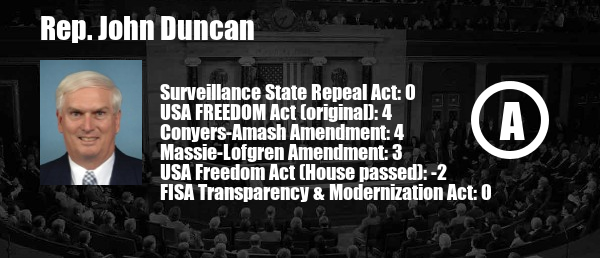 Rep. John Duncan
Surveillance State Repeal Act: 0
USA FREEDOM Act (original): 4
Conyers-Amash Amendment: 4
Massie-Lofgren Amendment: 3
USA Freedom Act (House passed): -2
FISA Transparency & Modernization Act: 0
A